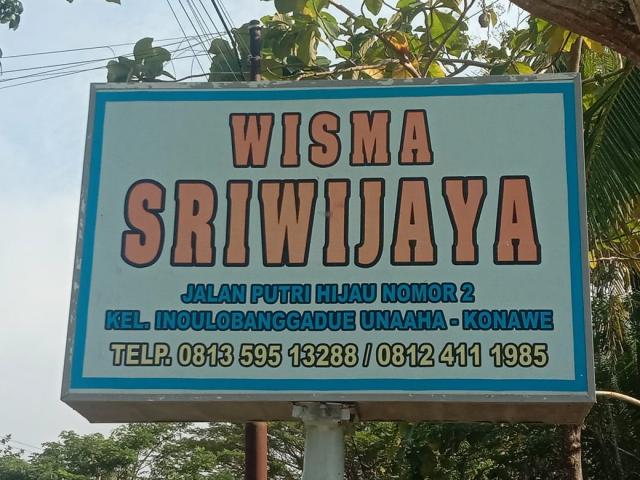 WISMA
SRIWIJAYA
JALAN PUTRI HIJAU NOMOR 2
KEL. INOULOBANGGADUE UNAAHA - KONAWE
TELP. 0813 595 13288 / 0812 411 1985